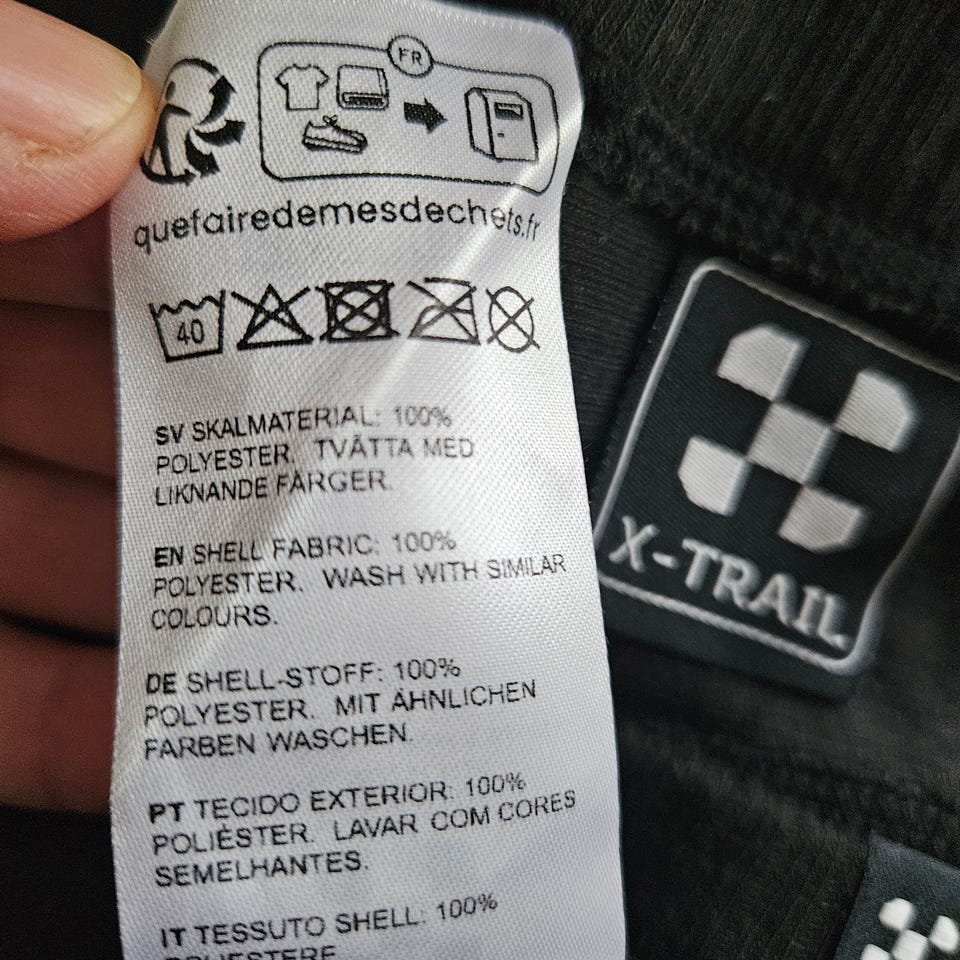 FR
quefairedemesdechets.fr
40
SV SKALMATERIAL: 100%
POLYESTER. TVÄTTA MED
LIKNANDE FÄRGER.
EN SHELL FABRIC: 100%
POLYESTER. WASH WITH SIMILAR
COLOURS.
DE SHELL-STOFF: 100%
POLYESTER. MIT ÄHNLICHEN
FARBEN WASCHEN.
PT TECIDO EXTERIOR: 100%
POLIÉSTER. LAVAR COM CORES
SEMELHANTES.
IT TESSUTO SHELL: 100%
POLIESTERE
X-TRAIL